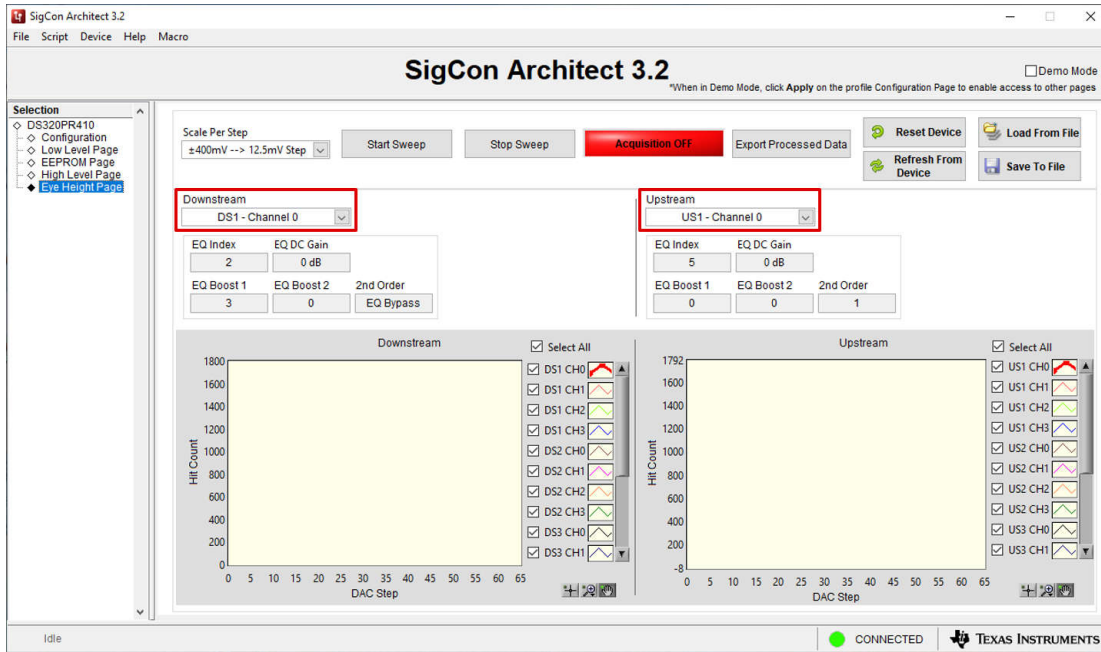 SigCon Architect 3.2
File Script Device Help Macro
SigCon Architect 3.2
Demo Mode
*When in Demo Mode, click Apply on the profile Configuration Page to enable access to other pages
Selection
DS320PR410
Configuration
Low Level Page
EEPROM Page
High Level Page
Eye Height Page
Scale Per Step
±400mV --> 12.5mV Step
Start Sweep
Stop Sweep
Acquisition OFF
Export Processed Data
Reset Device
Load From File
Refresh From Device
Save To File
Downstream
DS1 - Channel 0
EQ Index EQ DC Gain
2 0 dB
EQ Boost 1 EQ Boost 2 2nd Order
3 0 EQ Bypass
Upstream
US1 - Channel 0
EQ Index EQ DC Gain
5 0 dB
EQ Boost 1 EQ Boost 2 2nd Order
0 0 1
Downstream
Select All
DS1 CH0
DS1 CH1
DS1 CH2
DS1 CH3
DS2 CH0
DS2 CH1
DS2 CH2
DS2 CH3
DS3 CH0
DS3 CH1
Hit Count
1800
1600
1400
1200
1000
800
600
400
200
0
0 5 10 15 20 25 30 35 40 45 50 55 60 65
DAC Step
Upstream
Select All
US1 CH0
US1 CH1
US1 CH2
US1 CH3
US2 CH0
US2 CH1
US2 CH2
US2 CH3
US3 CH0
US3 CH1
Hit Count
1792
1600
1400
1200
1000
800
600
400
200
-8
0 5 10 15 20 25 30 35 40 45 50 55 60 65
DAC Step
Idle
CONNECTED
TEXAS INSTRUMENTS